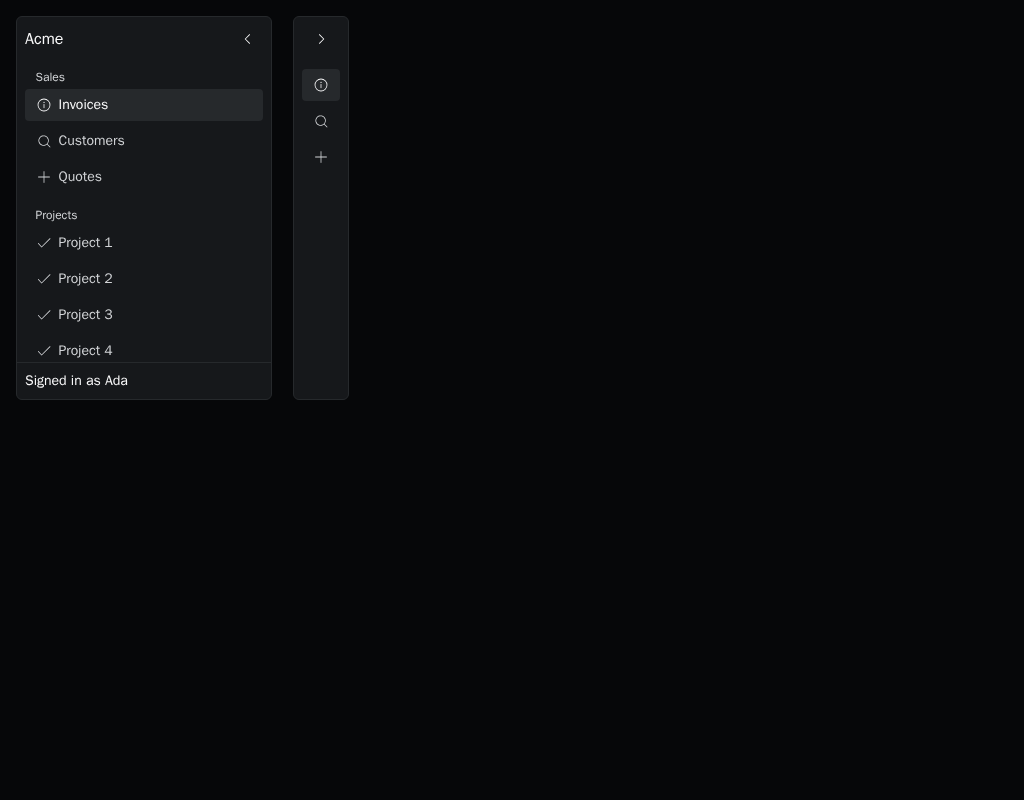 Acme
Sales
Invoices
Customers
Quotes
Projects
Project 1
Project 2
Project 3
Project 4
Signed in as Ada